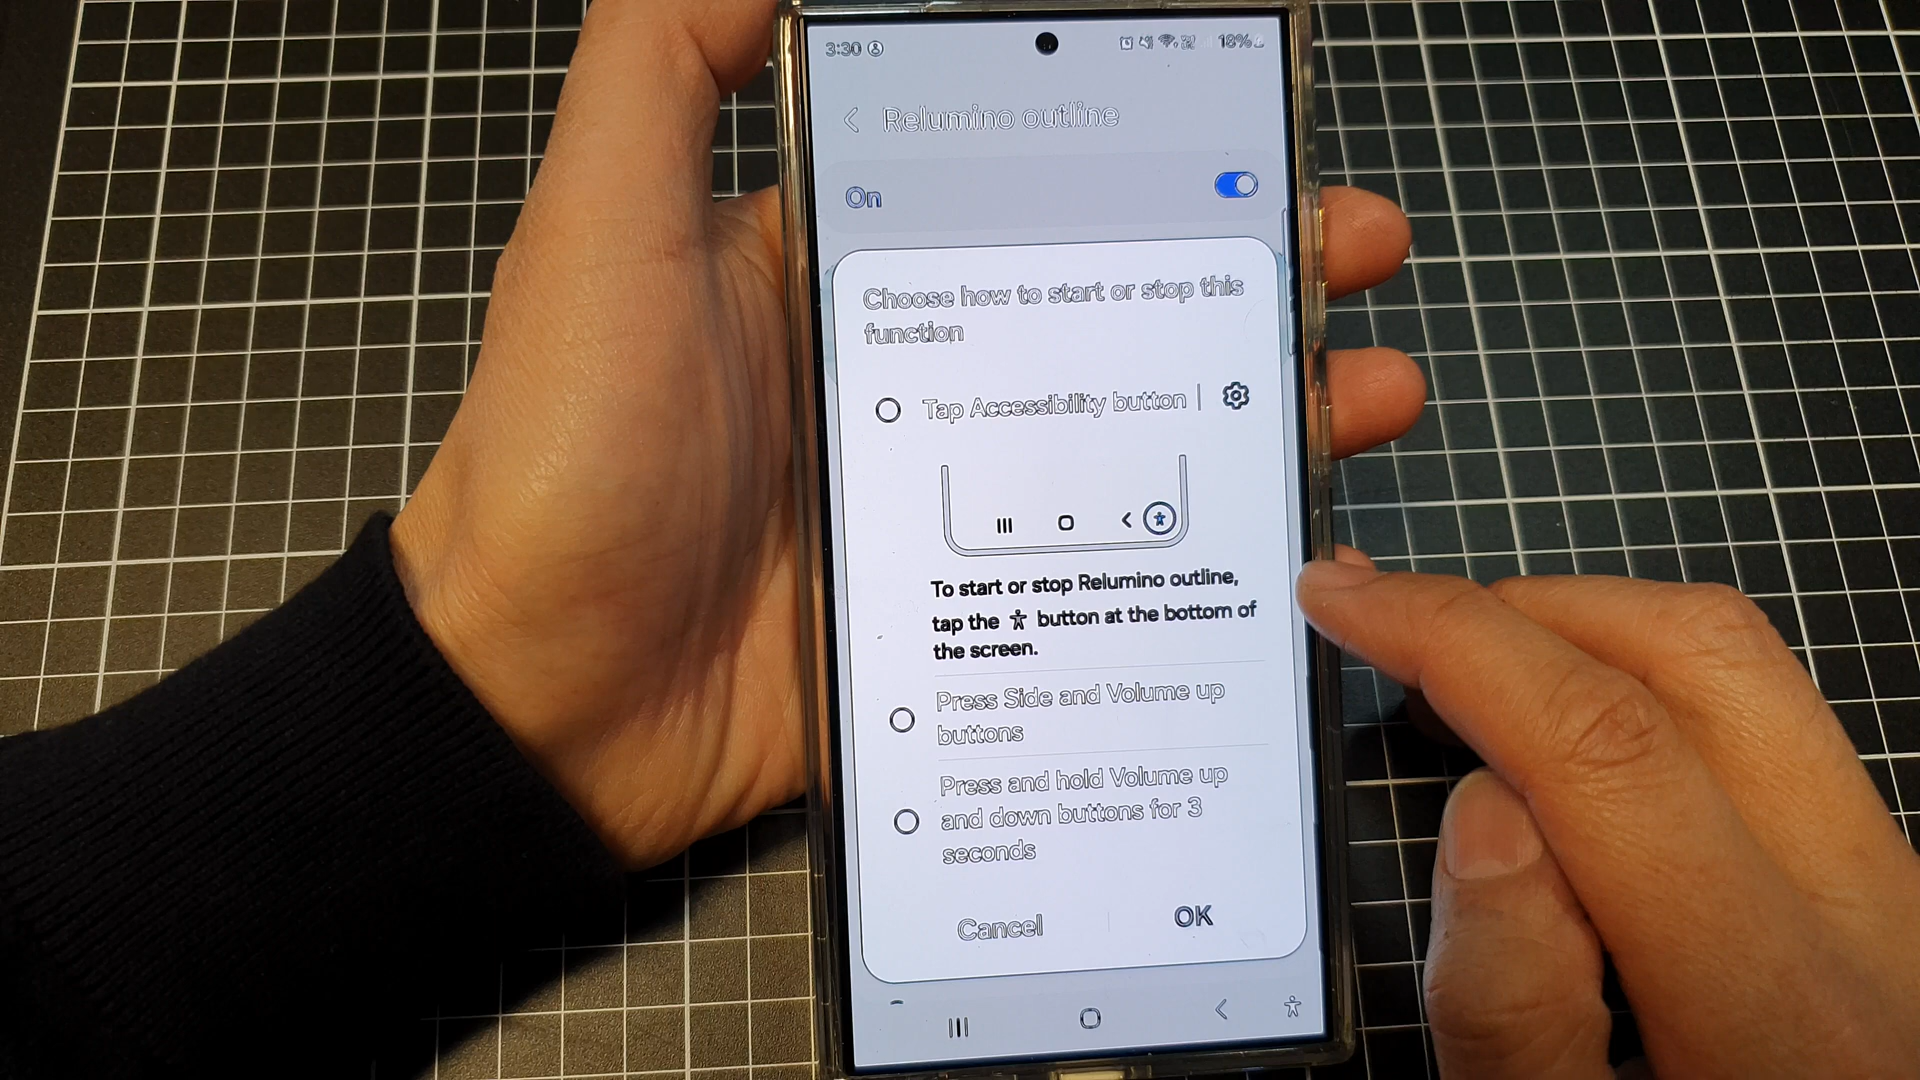 3:30 18%
Relumino outline
On
Choose how to start or stop this
function
Tap Accessibility button
To start or stop Relumino outline,
tap the button at the bottom of
the screen.
Press Side and Volume up
buttons
Press and hold Volume up
and down buttons for 3
seconds
Cancel OK